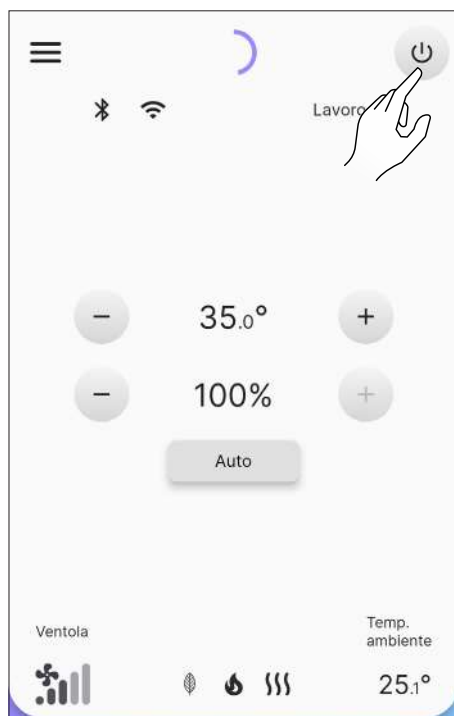 Lavoro
35.0°
100%
Auto
Ventola
Temp.
ambiente
25.1°